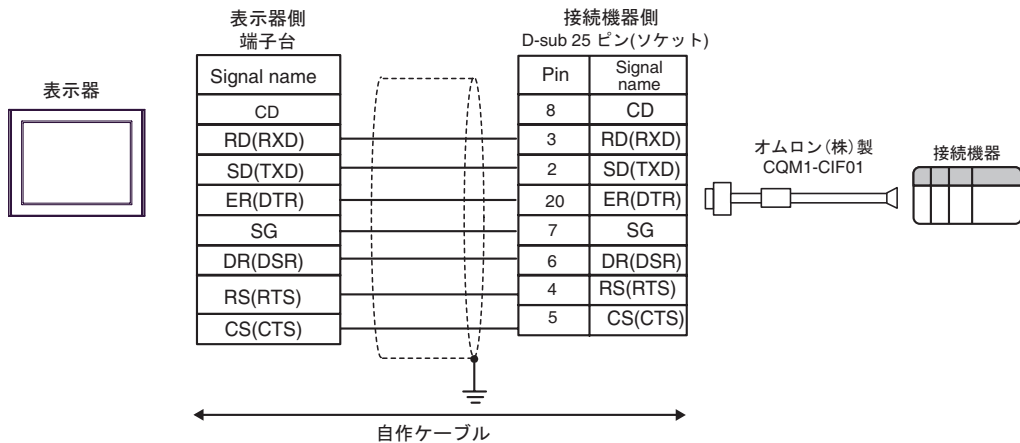 表示器
表示器側
端子台
Signal name
CD
RD(RXD)
SD(TXD)
ER(DTR)
SG
DR(DSR)
RS(RTS)
CS(CTS)
接続機器側
D-sub 25 ピン(ソケット)
Pin Signal name
8 CD
3 RD(RXD)
2 SD(TXD)
20 ER(DTR)
7 SG
6 DR(DSR)
4 RS(RTS)
5 CS(CTS)
オムロン(株)製
CQM1-CIF01
接続機器
自作ケーブル